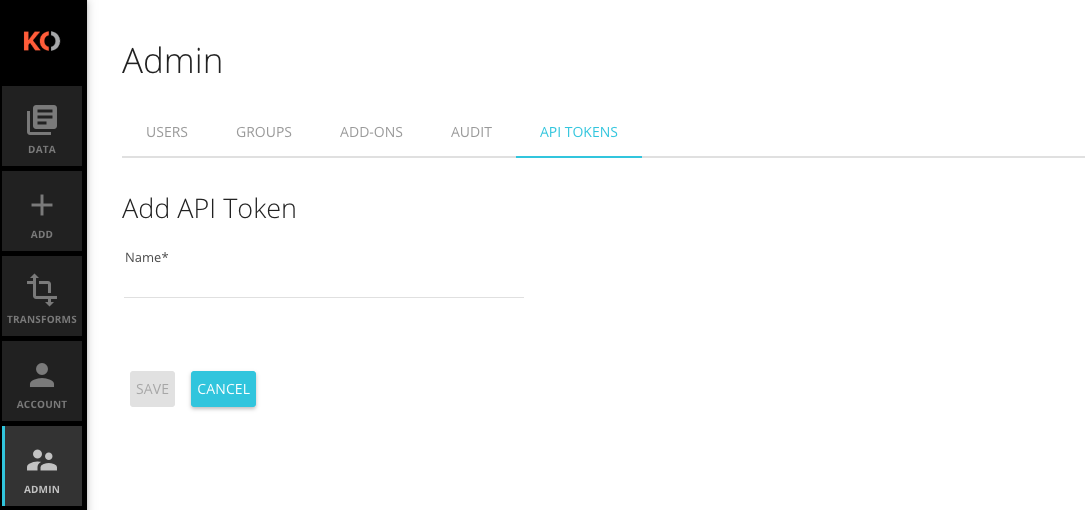 KO
DATA
ADD
TRANSFORMS
ACCOUNT
ADMIN
Admin
USERS GROUPS ADD-ONS AUDIT API TOKENS
Add API Token
Name*
SAVE CANCEL